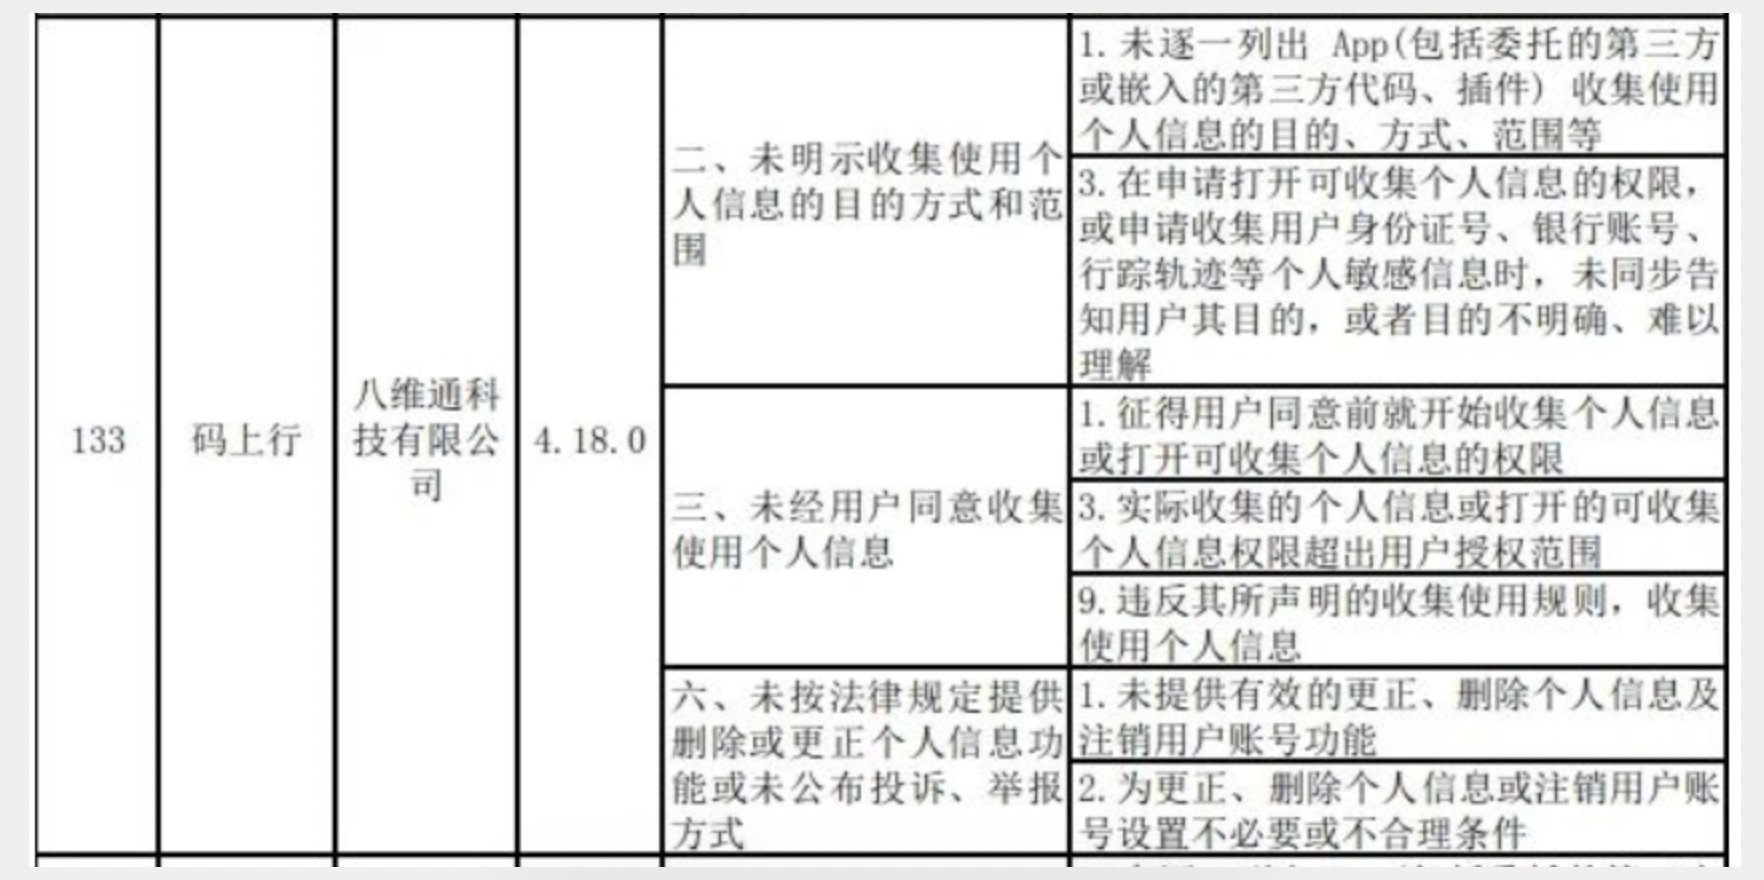 133
码上行
八维通科
技有限公
司
4.18.0
二、未明示收集使用个
人信息的目的方式和范
围
1.未逐一列出 App(包括委托的第三方
或嵌入的第三方代码、插件) 收集使用
个人信息的目的、方式、范围等
3.在申请打开可收集个人信息的权限，
或申请收集用户身份证号、银行账号、
行踪轨迹等个人敏感信息时，未同步告
知用户其目的，或者目的不明确、难以
理解
三、未经用户同意收集
使用个人信息
1.征得用户同意前就开始收集个人信息
或打开可收集个人信息的权限
3.实际收集的个人信息或打开的可收集
个人信息权限超出用户授权范围
9.违反其所声明的收集使用规则，收集
使用个人信息
六、未按法律规定提供
删除或更正个人信息功
能或未公布投诉、举报
方式
1.未提供有效的更正、删除个人信息及
注销用户账号功能
2.为更正、删除个人信息或注销用户账
号设置不必要或不合理条件